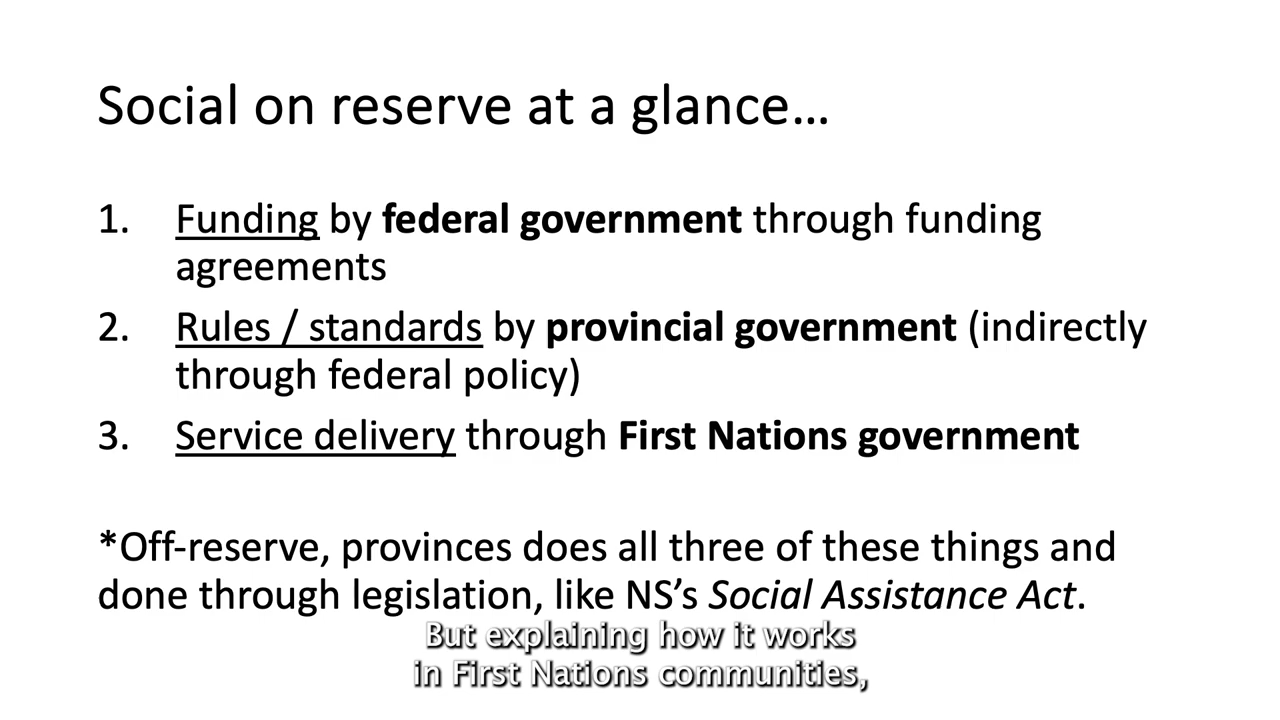 Social on reserve at a glance...
1. Funding by federal government through funding
agreements
2. Rules / standards by provincial government (indirectly
through federal policy)
3. Service delivery through First Nations government
*Off-reserve, provinces does all three of these things and
done through legislation, like NS's Social Assistance Act.
But explaining how it works
in First Nations communities,